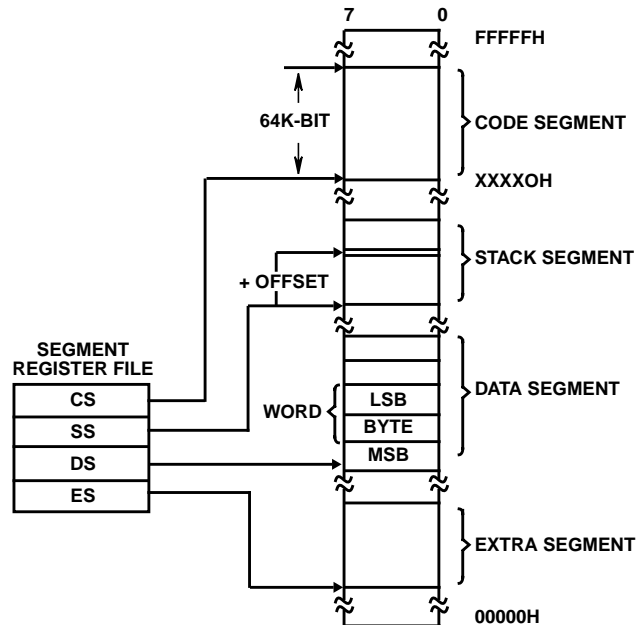 7 0
FFFFFH
64K-BIT
CODE SEGMENT
XXXXOH
STACK SEGMENT
+ OFFSET
SEGMENT
REGISTER FILE
CS
SS
DS
ES
WORD
LSB
BYTE
MSB
DATA SEGMENT
EXTRA SEGMENT
00000H